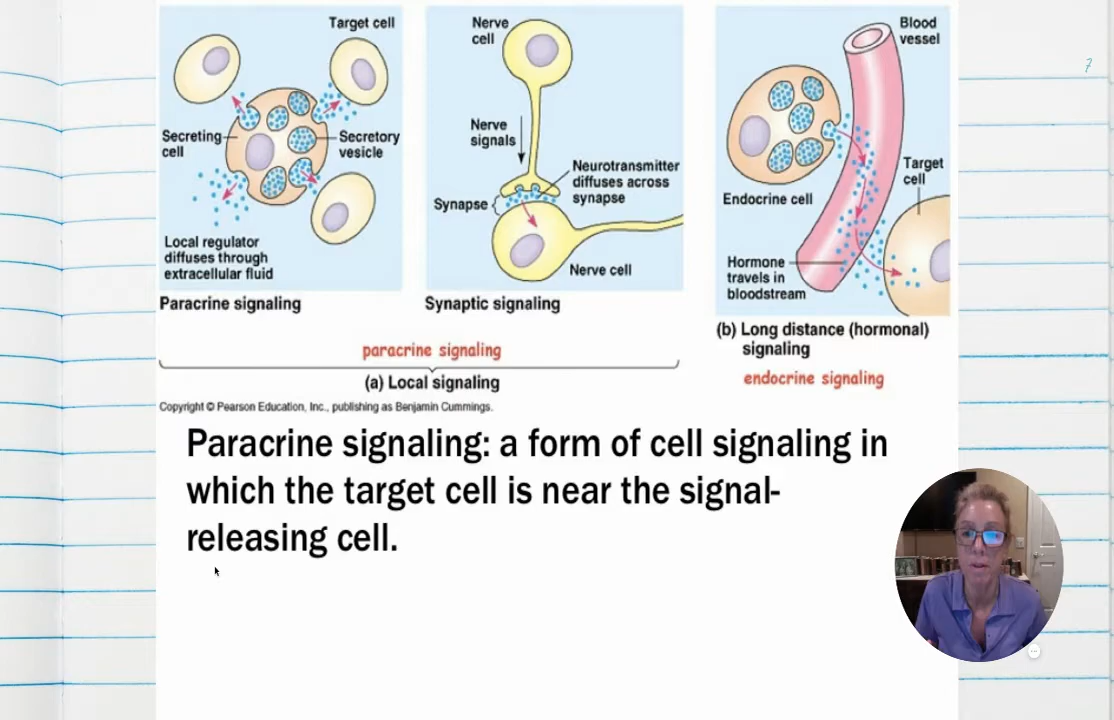 Target cell
Secreting
cell
Secretory
vesicle
Local regulator
diffuses through
extracellular fluid
Paracrine signaling
Nerve
cell
Nerve
signals
Neurotransmitter
diffuses across
synapse
Synapse
Nerve cell
Synaptic signaling
paracrine signaling
(a) Local signaling
Blood
vessel
Target
cell
Endocrine cell
Hormone
travels in
bloodstream
(b) Long distance (hormonal)
signaling
endocrine signaling
7
Copyright © Pearson Education, Inc., publishing as Benjamin Cummings.
Paracrine signaling: a form of cell signaling in
which the target cell is near the signal-
releasing cell.